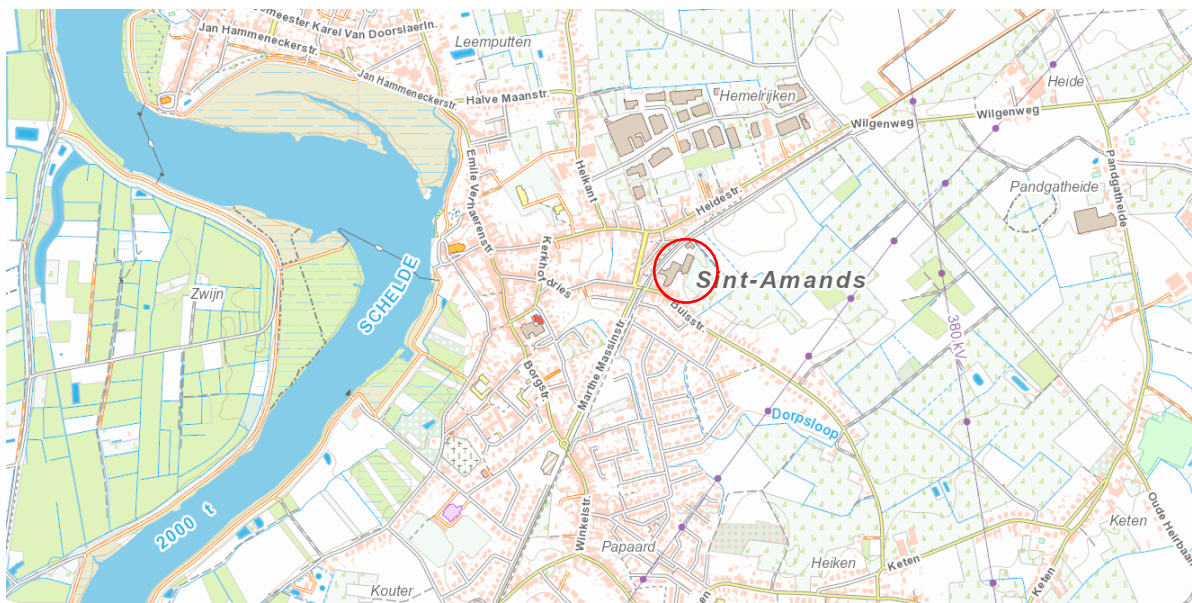 Gemeester Karel Van Doorslaerln.
Jan Hammeneckerstr.
Leemputten
Jan Hammeneckerstr.
Halve Maanstr.
Hemelrijken
Heide
Wilgenweg
Wilgenweg
Emile Verhaerenstr.
Heikant
Heidestr.
Pandgatheide
Pandgatheide
Kerkhofdries
Zwijn
SCHELDE
Sint-Amands
Buisstr.
380 kV
Marthe Massinstr.
Borgstr.
Dorpsloop
2000 t
Winkelstr.
Papaard
Heiken
Keten
Keten
Keten
Oude Heirbaan
Kouter